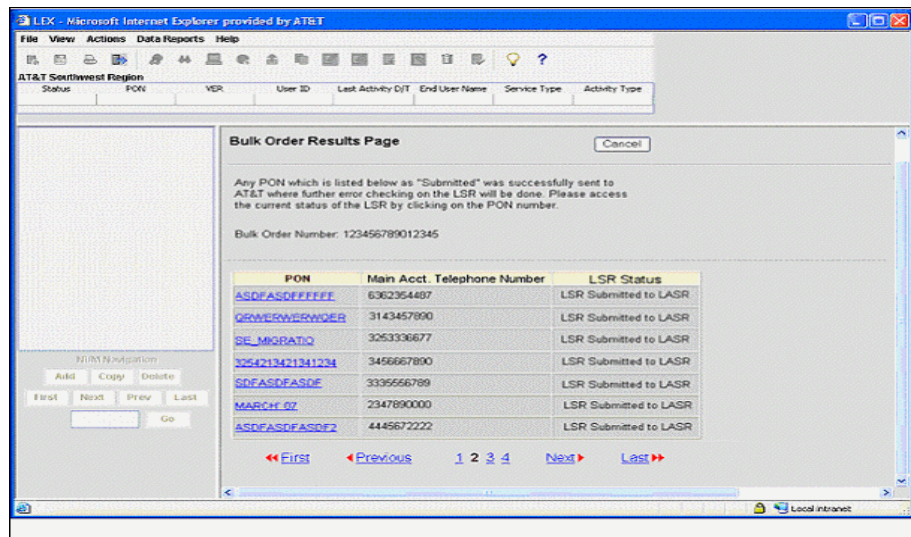 LEX - Microsoft Internet Explorer provided by AT&T
File View Actions Data Reports Help
AT&T Southwest Region
Status PON VER User ID Last Activity D/T End User Name Service Type Activity Type
Bulk Order Results Page
Cancel
Any PON which is listed below as "Submitted" was successfully sent to
AT&T where further error checking on the LSR will be done. Please access
the current status of the LSR by clicking on the PON number.
Bulk Order Number: 123456789012345
PON Main Acct. Telephone Number LSR Status
ASDFASDFFFFFF 6362354487 LSR Submitted to LASR
QRWERWERWQER 3143457890 LSR Submitted to LASR
SE_MIGRATIO 3253336677 LSR Submitted to LASR
3254213421341234 3456667890 LSR Submitted to LASR
SDFASDFASDF 3335556789 LSR Submitted to LASR
MARCH' 07 2347890000 LSR Submitted to LASR
ASDFASDFASDF2 4445672222 LSR Submitted to LASR
First Previous 1 2 3 4 Next Last
Navigation
Add Copy Delete
First Next Prev Last
Go
Local intranet